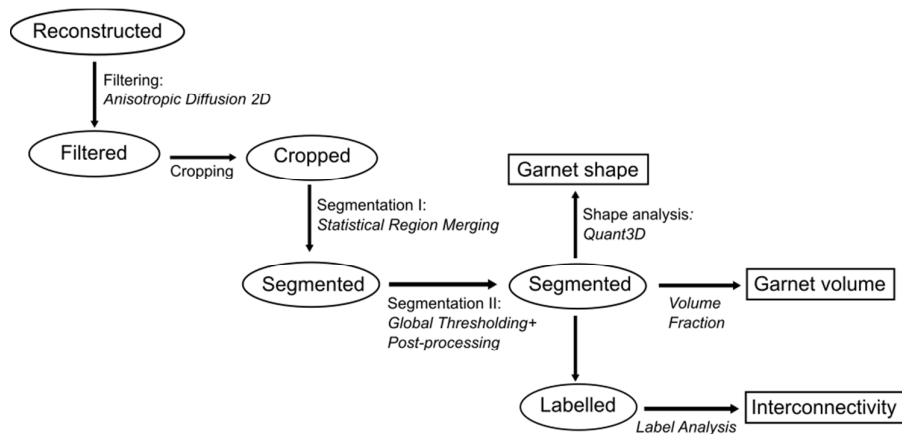 Reconstructed
Filtering:
Anisotropic Diffusion 2D
Filtered
Cropping
Cropped
Segmentation I:
Statistical Region Merging
Segmented
Segmentation II:
Global Thresholding+
Post-processing
Garnet shape
Shape analysis:
Quant3D
Segmented
Volume
Fraction
Garnet volume
Labelled
Label Analysis
Interconnectivity